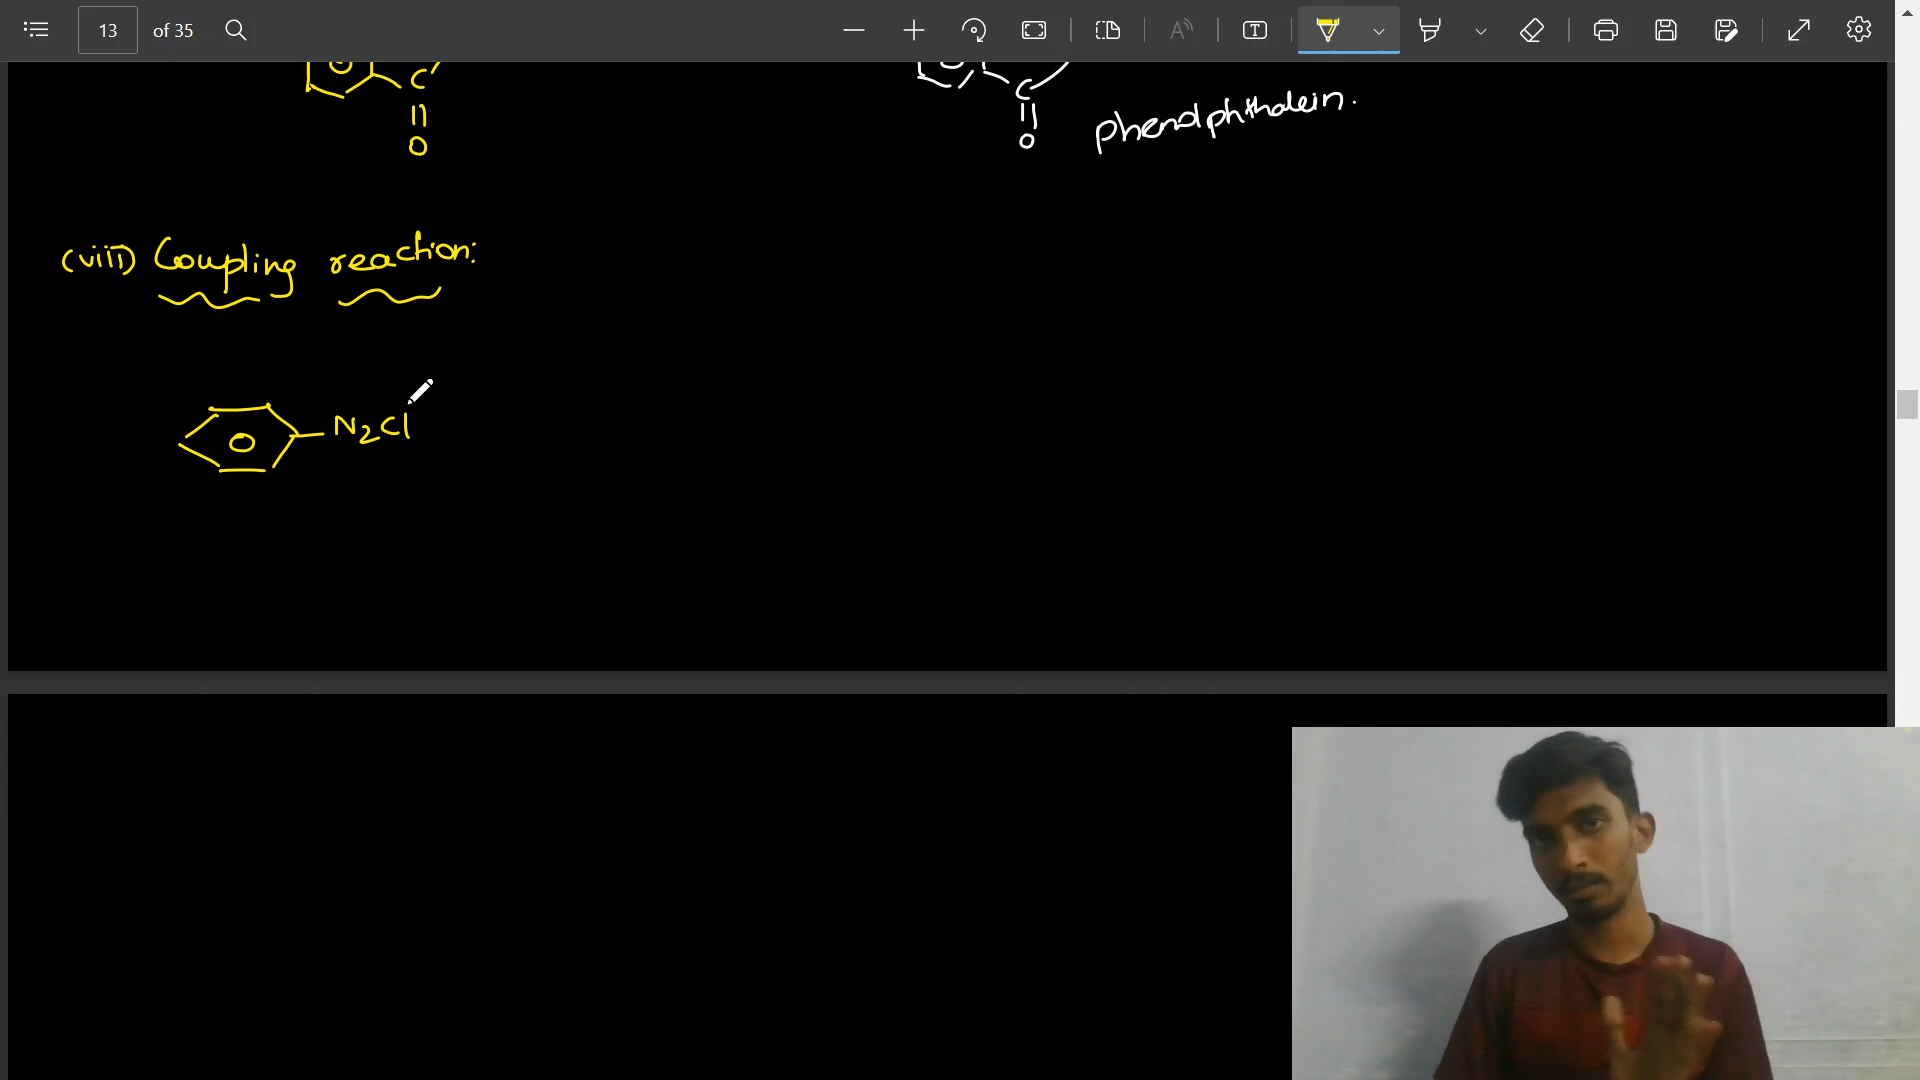 13 of 35
C
O
C
O
phenolphthalein.
(viii) Coupling reaction:
N2Cl